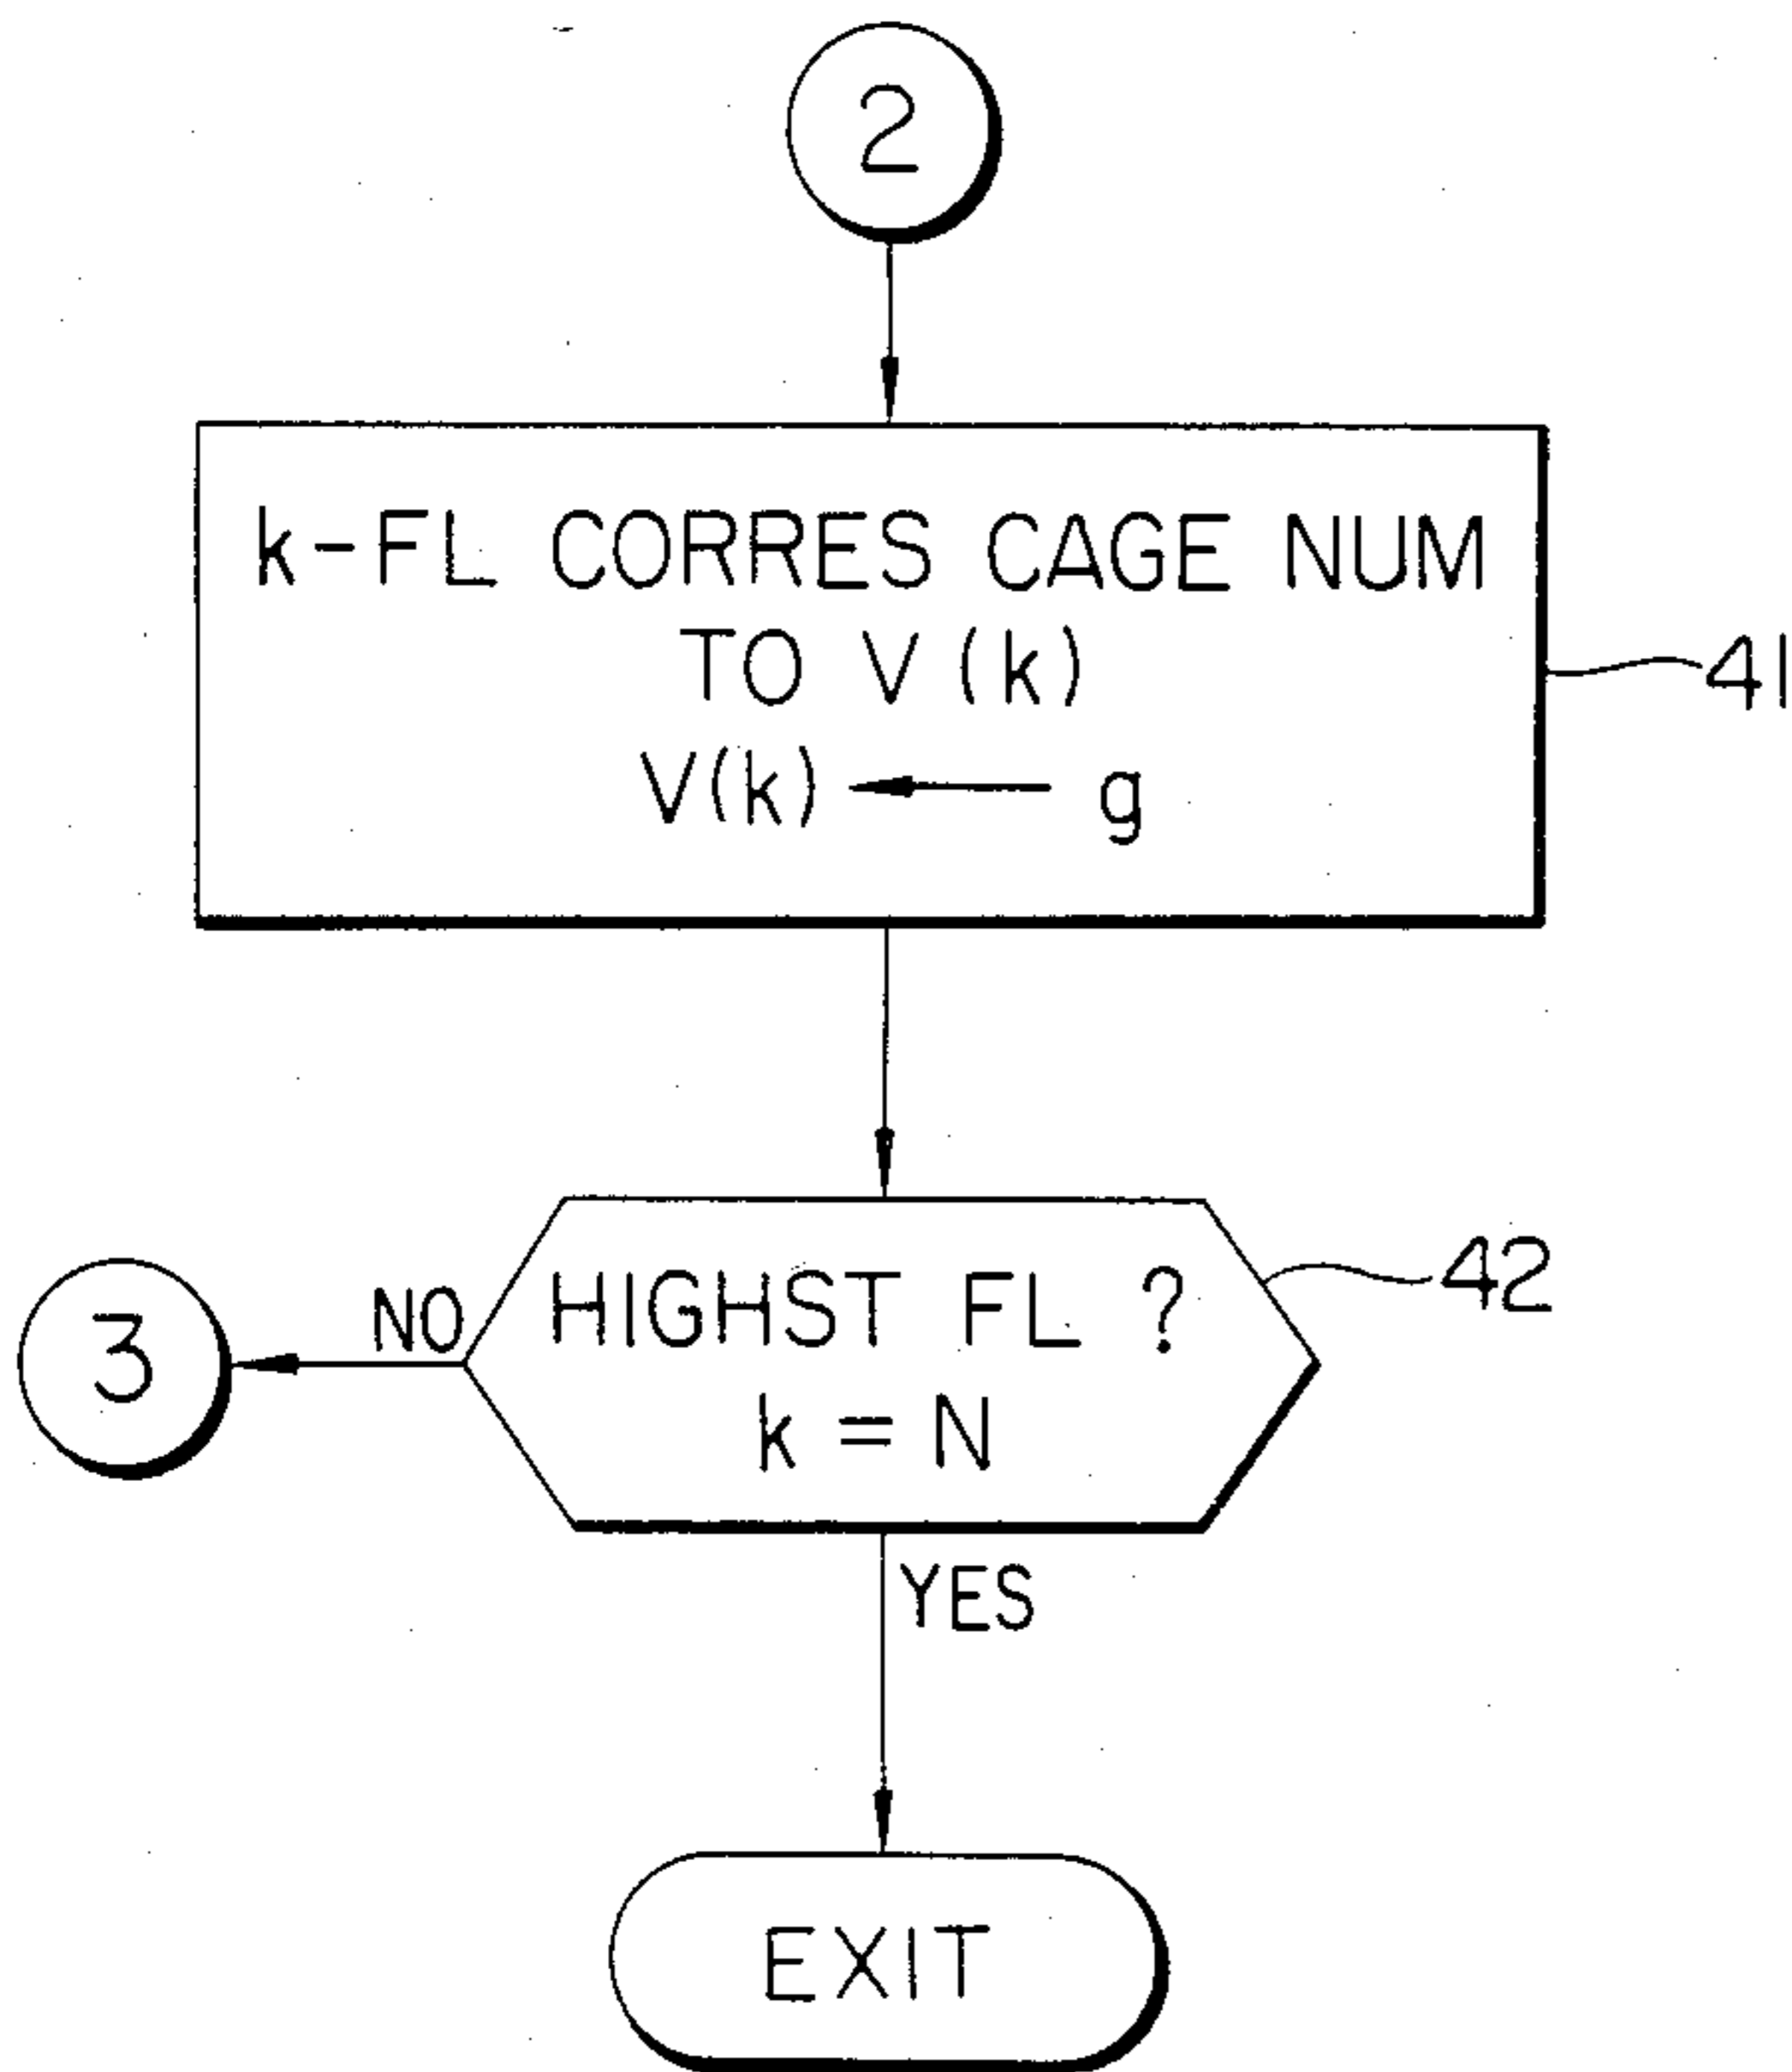 2
k-FL CORRES CAGE NUM
TO V(k)
V(k) ← g
41
HIGHST FL ?
k = N
42
NO
3
YES
EXIT